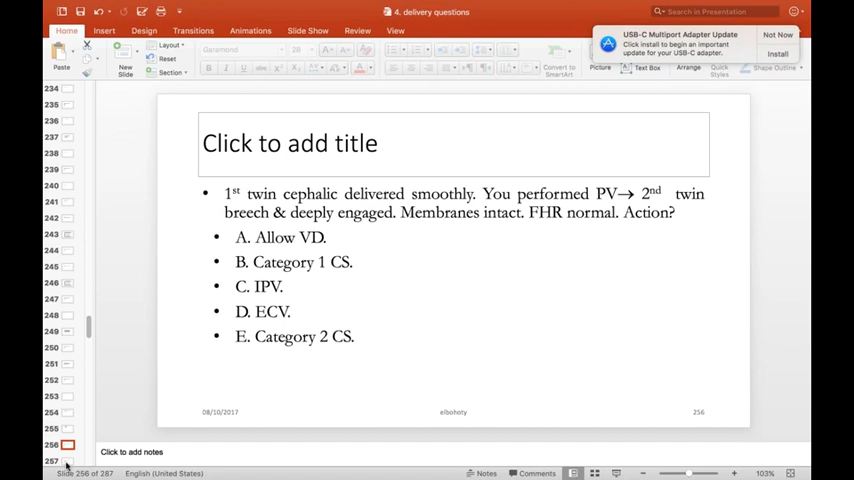 4. delivery questions
Search in Presentation
Home Insert Design Transitions Animations Slide Show Review View
USB-C Multiport Adapter Update
Click install to begin an important
update for your USB-C adapter.
Not Now
Install
Paste
New
Slide
Layout
Reset
Section
Garamond
28
Convert to
SmartArt
Picture
Text Box
Arrange
Quick
Styles
Shape Outline
234
235
236
237
238
239
240
241
242
243
244
245
246
247
248
249
250
251
252
253
254
255
256
257
Click to add title
• 1st twin cephalic delivered smoothly. You performed PV→ 2nd twin
breech & deeply engaged. Membranes intact. FHR normal. Action?
• A. Allow VD.
• B. Category 1 CS.
• C. IPV.
• D. ECV.
• E. Category 2 CS.
08/10/2017 elbohoty 256
Click to add notes
Slide 256 of 287 English (United States) Notes Comments 103%